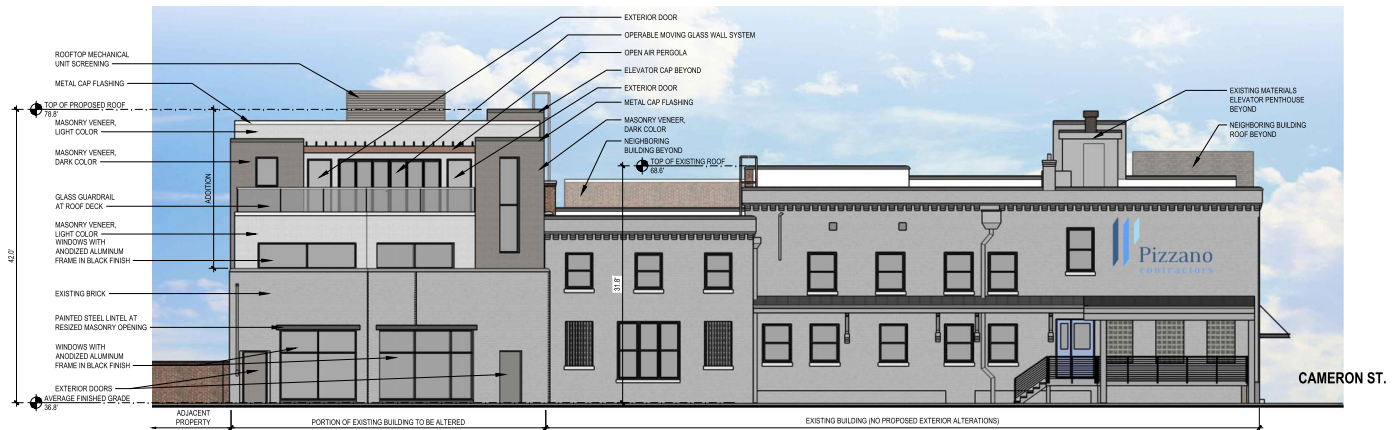 ROOFTOP MECHANICAL
UNIT SCREENING
METAL CAP FLASHING
TOP OF PROPOSED ROOF
78.8'
MASONRY VENEER,
LIGHT COLOR
MASONRY VENEER,
DARK COLOR
GLASS GUARDRAIL
AT ROOF DECK
MASONRY VENEER,
LIGHT COLOR
WINDOWS WITH
ANODIZED ALUMINUM
FRAME IN BLACK FINISH
EXISTING BRICK
PAINTED STEEL LINTEL AT
RESIZED MASONRY OPENING
WINDOWS WITH
ANODIZED ALUMINUM
FRAME IN BLACK FINISH
EXTERIOR DOORS
AVERAGE FINISHED GRADE
36.8'
42.0'
ADDITION
EXTERIOR DOOR
OPERABLE MOVING GLASS WALL SYSTEM
OPEN AIR PERGOLA
ELEVATOR CAP BEYOND
EXTERIOR DOOR
METAL CAP FLASHING
MASONRY VENEER,
DARK COLOR
NEIGHBORING
BUILDING BEYOND
TOP OF EXISTING ROOF
68.6'
31.8'
EXISTING MATERIALS
ELEVATOR PENTHOUSE
BEYOND
NEIGHBORING BUILDING
ROOF BEYOND
Pizzano
contractors
CAMERON ST.
ADJACENT
PROPERTY
PORTION OF EXISTING BUILDING TO BE ALTERED
EXISTING BUILDING (NO PROPOSED EXTERIOR ALTERATIONS)